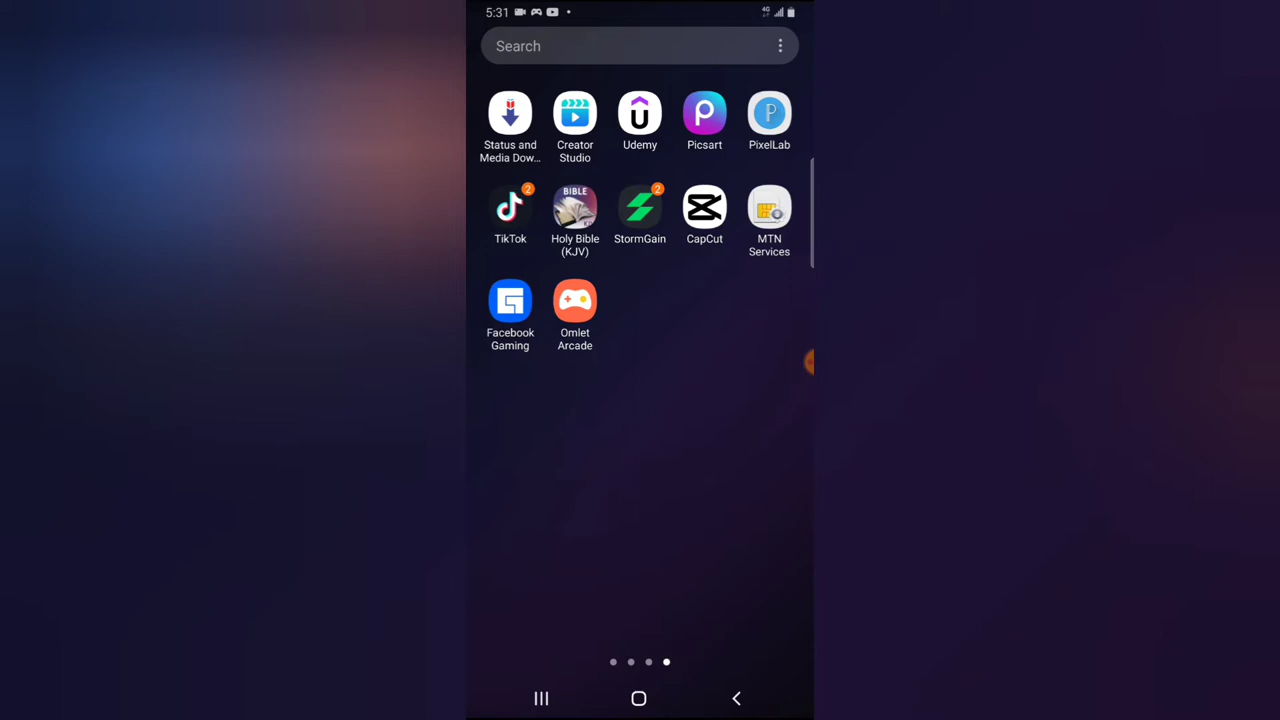 5:31
4G
Search
Status and
Media Dow...
Creator
Studio
Udemy
Picsart
P
PixelLab
2
TikTok
BIBLE
Holy Bible
(KJV)
2
StormGain
CapCut
MTN
Services
Facebook
Gaming
Omlet
Arcade